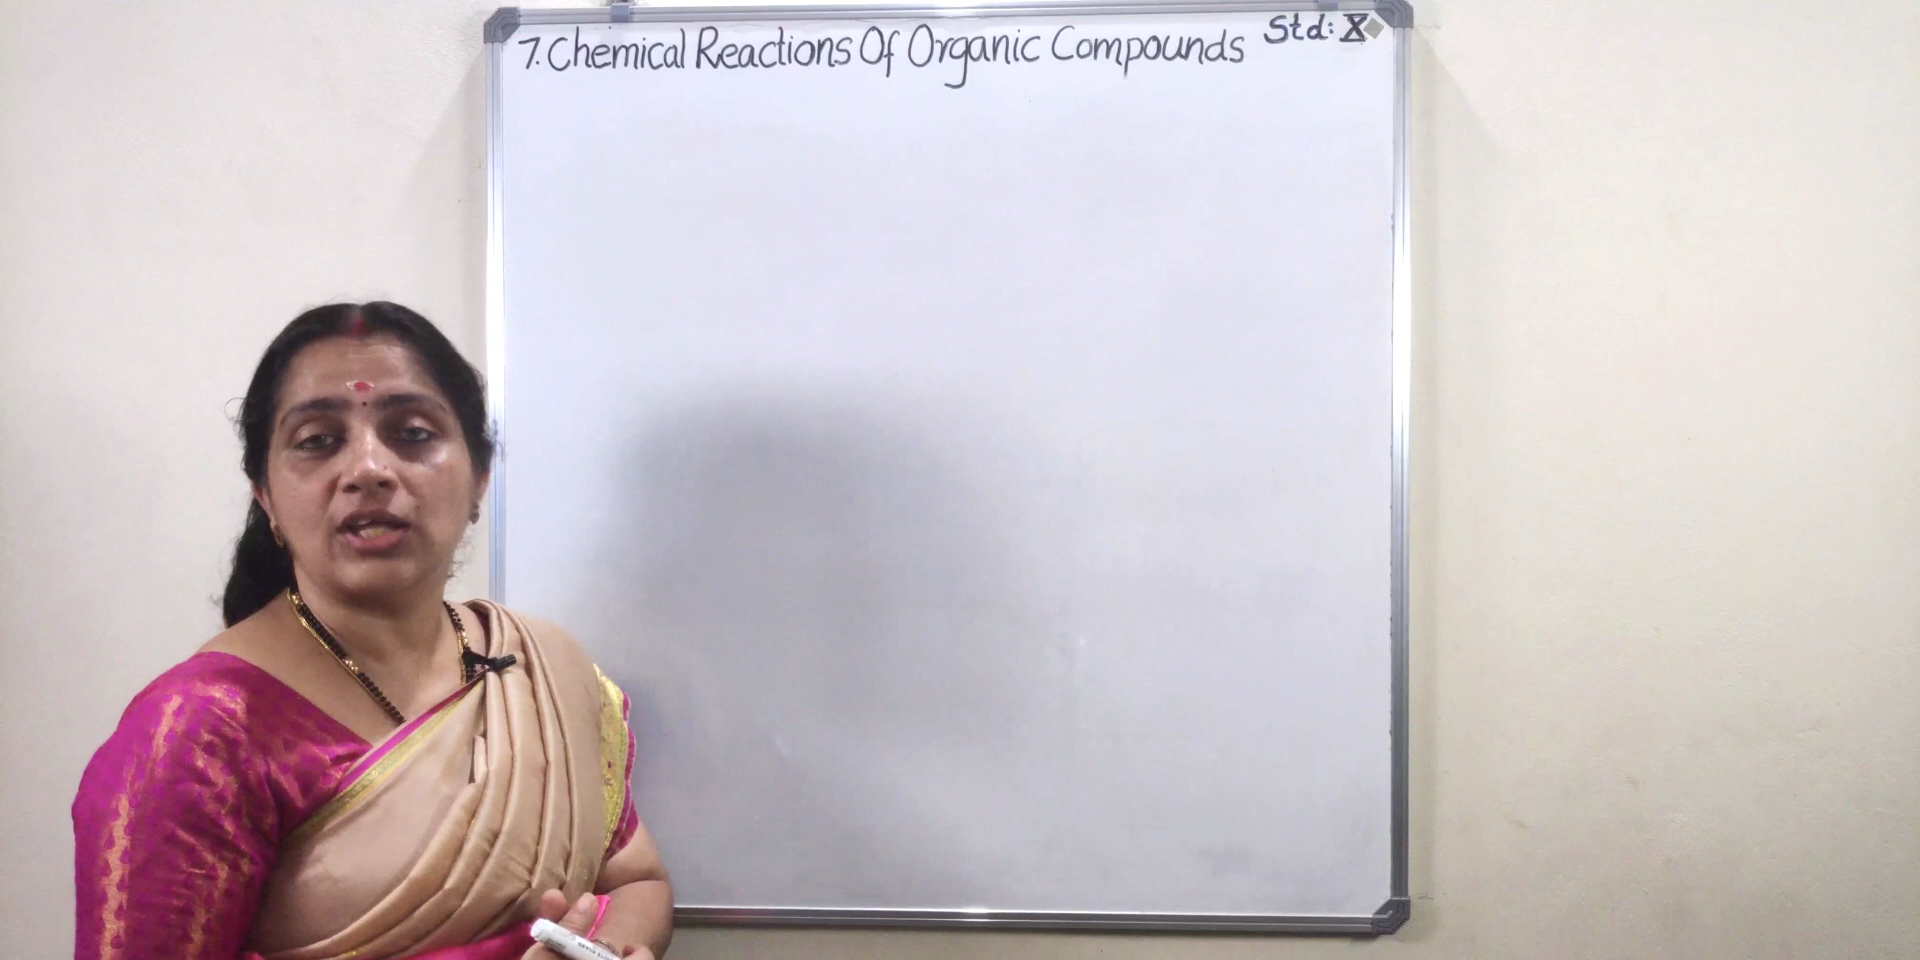 7. Chemical Reactions Of Organic Compounds
Std: X